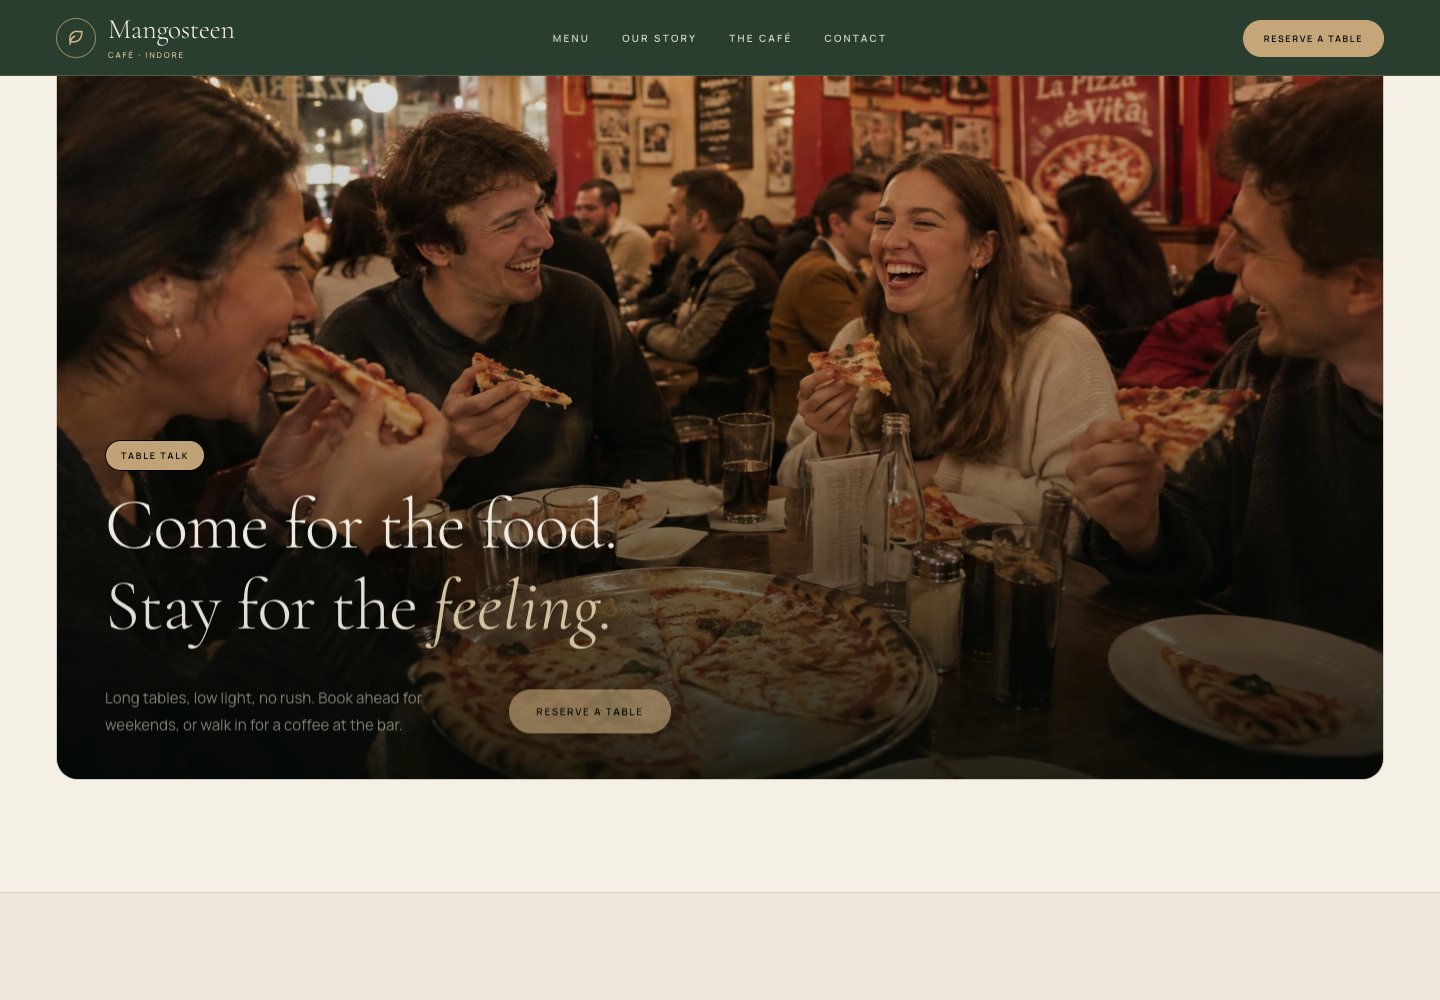 Mangosteen
CAFÉ · INDORE
MENU
OUR STORY
THE CAFÉ
CONTACT
RESERVE A TABLE
PIZZERIA
La Pizza
è Vita
TABLE TALK
Come for the food.
Stay for the feeling.
Long tables, low light, no rush. Book ahead for
weekends, or walk in for a coffee at the bar.
RESERVE A TABLE